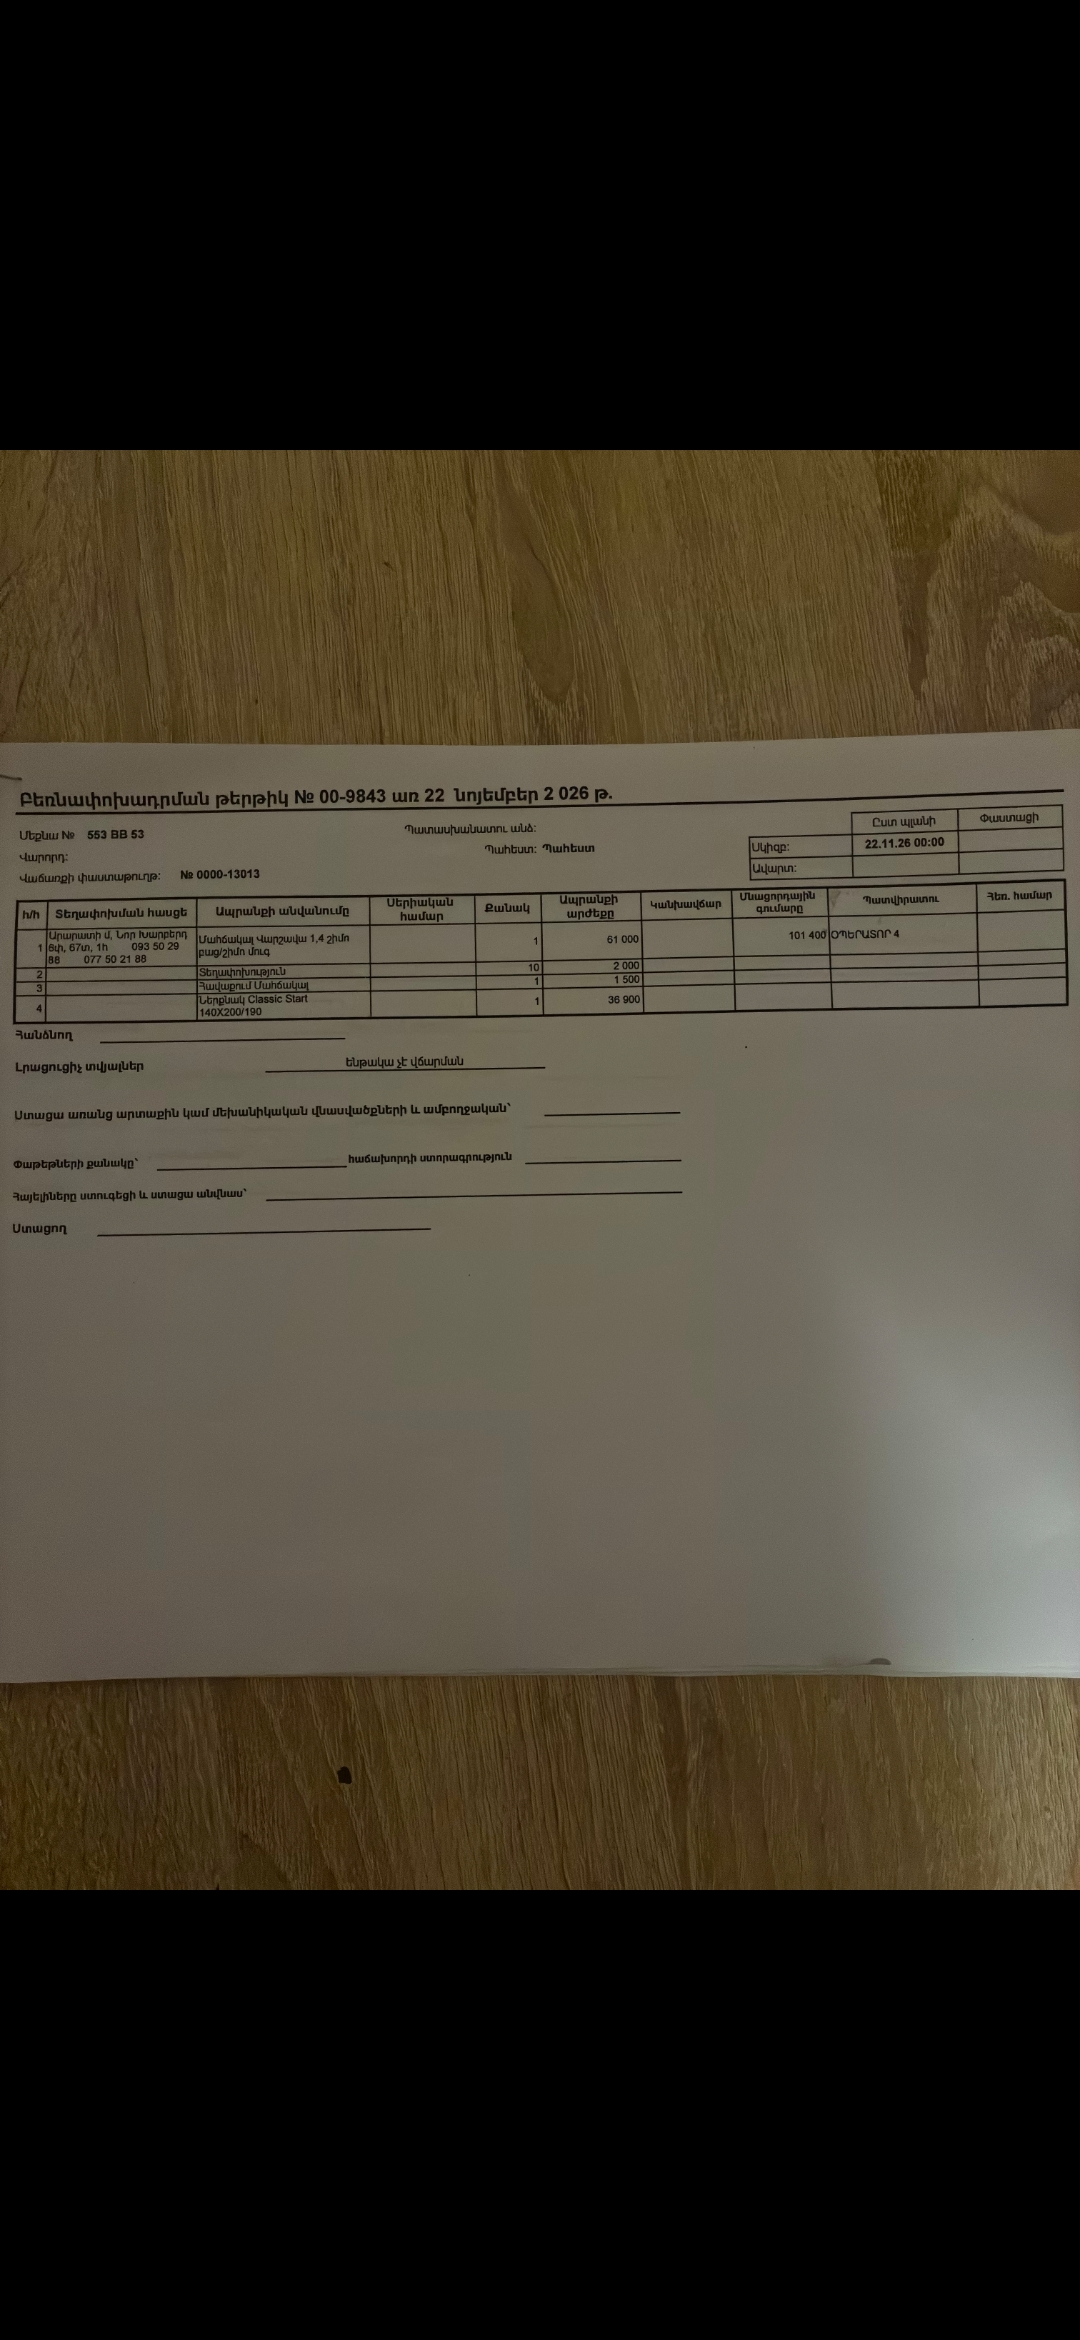 Բեռնափոխադրման թերթիկ № 00-9843 առ 22 նոյեմբեր 2 026 թ.
Մեքնա № 553 BB 53
Պատասխանատու անձ:
Վարորդ:
Պահեստ: Պահեստ
Վաճառքի փաստաթուղթ: № 0000-13013
Ըստ պլանի Փաստացի
Սկիզբ: 22.11.26 00:00
Ավարտ:
հ/հ Տեղափոխման հասցե Ապրանքի անվանումը Սերիական համար Քանակ Ապրանքի արժեքը Կանխավճար Մնացորդային գումարը Պատվիրատու Հեռ. համար
1 Արարատի մ, Նոր Խարբերդ 6փ, 67տ, 1հ 093 50 29 88 077 50 21 88 Մահճակալ Վարշավա 1,4 շիմո բաց/շիմո մուգ 1 61 000 101 400 ՕՊԵՐԱՏՈՐ 4
2 Տեղափոխություն 10 2 000
3 Հավաքում Մահճակալ 1 1 500
4 Ներքնակ Classic Start 140X200/190 1 36 900
Հանձնող
Լրացուցիչ տվյալներ ենթակա չէ վճարման
Ստացա առանց արտաքին կամ մեխանիկական վնասվածքների և ամբողջական՝
Փաթեթների քանակը՝ հաճախորդի ստորագրություն
Հայելիները ստուգեցի և ստացա անվնաս՝
Ստացող